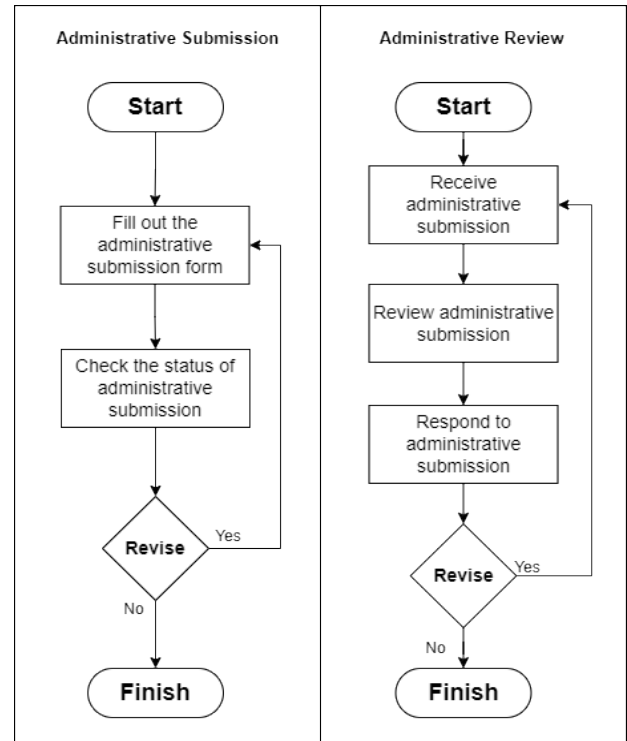 Administrative Submission
Start
Fill out the
administrative
submission form
Check the status of
administrative
submission
Revise
Yes
No
Finish
Administrative Review
Start
Receive
administrative
submission
Review administrative
submission
Respond to
administrative
submission
Revise
Yes
No
Finish